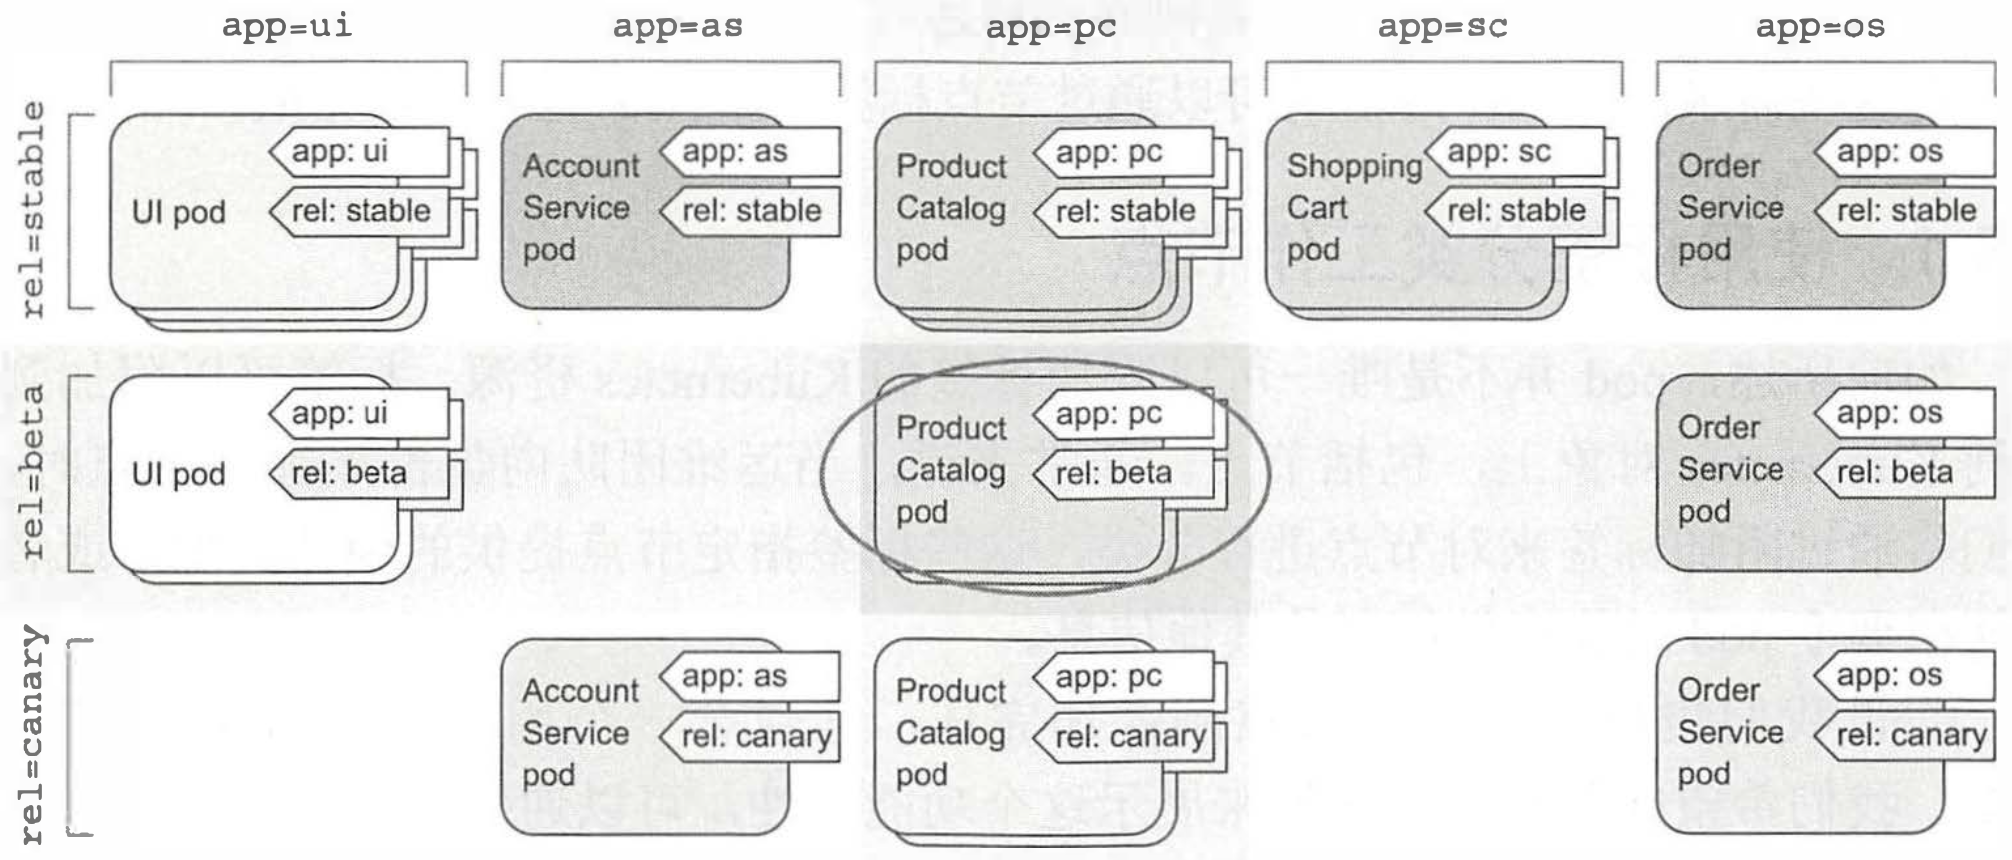 app=ui app=as app=pc app=sc app=os
rel=stable
UI pod
app: ui
rel: stable
Account
Service
pod
app: as
rel: stable
Product
Catalog
pod
app: pc
rel: stable
Shopping
Cart
pod
app: sc
rel: stable
Order
Service
pod
app: os
rel: stable
rel=beta
UI pod
app: ui
rel: beta
Product
Catalog
pod
app: pc
rel: beta
Order
Service
pod
app: os
rel: beta
rel=canary
Account
Service
pod
app: as
rel: canary
Product
Catalog
pod
app: pc
rel: canary
Order
Service
pod
app: os
rel: canary